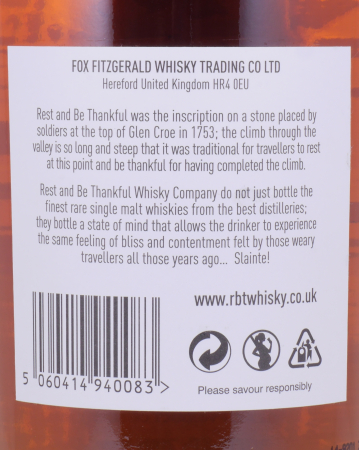 FOX FITZGERALD WHISKY TRADING CO LTD
Hereford United Kingdom HR4 0EU
Rest and Be Thankful was the inscription on a stone placed by
soldiers at the top of Glen Croe in 1753; the climb through the
valley is so long and steep that it was traditional for travellers to rest
at this point and be thankful for having completed the climb.
Rest and Be Thankful Whisky Company do not just bottle the
finest rare single malt whiskies from the best distilleries;
they bottle a state of mind that allows the drinker to experience
the same feeling of bliss and contentment felt by those weary
travellers all those years ago... Slainte!
www.rbtwhisky.co.uk
5 060414 940083 >
Please savour responsibly